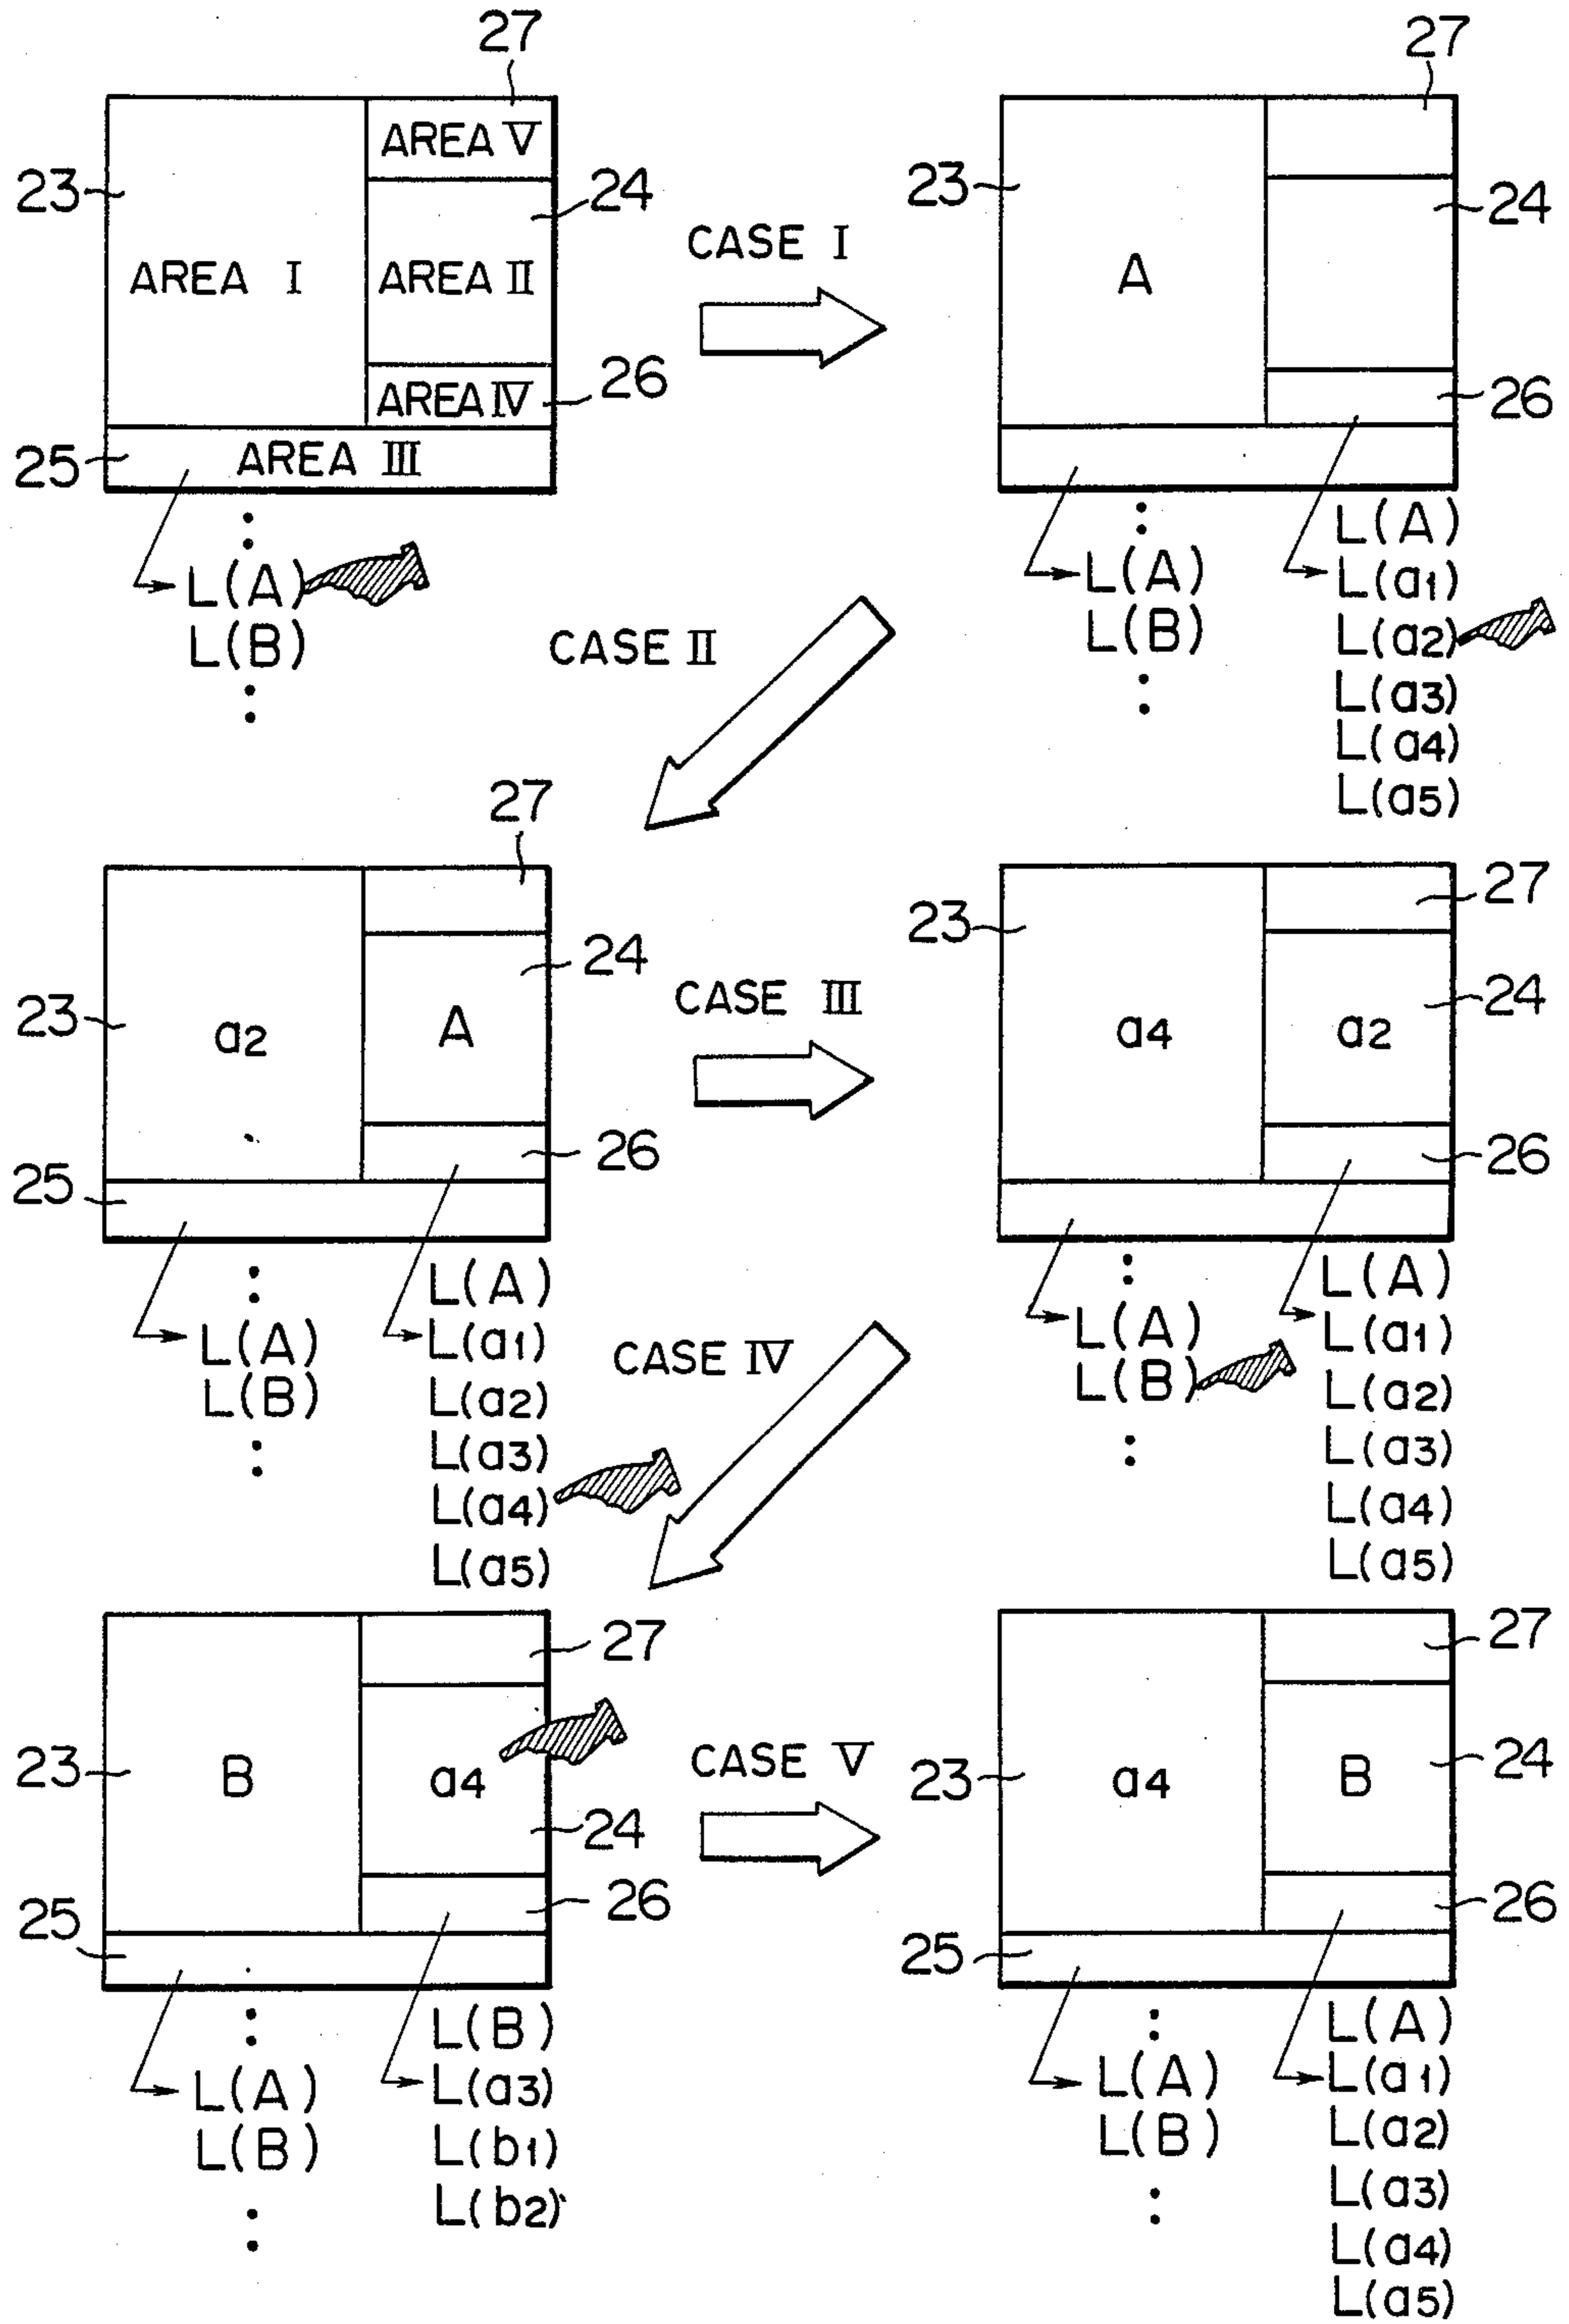 27
AREA V
23
24
AREA I
AREA II
26
AREA IV
25
AREA III
L(A)
L(B)
CASE I
27
23
24
A
26
L(A)
L(B)
L(A)
L(a1)
L(a2)
L(a3)
L(a4)
L(a5)
CASE II
27
24
23
a2
A
26
25
L(A)
L(B)
L(A)
L(a1)
L(a2)
L(a3)
L(a4)
L(a5)
CASE III
27
23
24
a4
a2
26
L(A)
L(B)
L(A)
L(a1)
L(a2)
L(a3)
L(a4)
L(a5)
CASE IV
27
23
B
a4
24
26
25
L(A)
L(B)
L(B)
L(a3)
L(b1)
L(b2)
CASE V
27
23
24
a4
B
26
25
L(A)
L(B)
L(A)
L(a1)
L(a2)
L(a3)
L(a4)
L(a5)